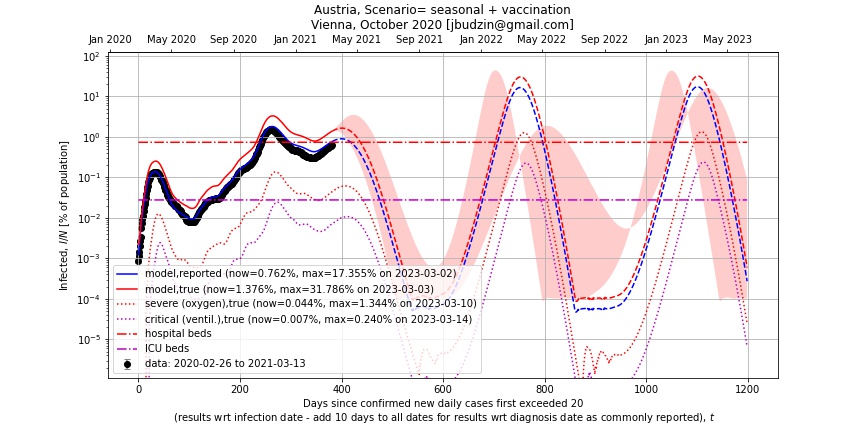 Austria, Scenario= seasonal + vaccination
Vienna, October 2020 [jbudzin@gmail.com]
Jan 2020 May 2020 Sep 2020 Jan 2021 May 2021 Sep 2021 Jan 2022 May 2022 Sep 2022 Jan 2023 May 2023
10²
10¹
10⁰
10⁻¹
10⁻²
10⁻³
10⁻⁴
10⁻⁵
Infected, I/N [% of population]
model,reported (now=0.762%, max=17.355% on 2023-03-02)
model,true (now=1.376%, max=31.786% on 2023-03-03)
severe (oxygen),true (now=0.044%, max=1.344% on 2023-03-10)
critical (ventil.),true (now=0.007%, max=0.240% on 2023-03-14)
hospital beds
ICU beds
data: 2020-02-26 to 2021-03-13
0 200 400 600 800 1000 1200
Days since confirmed new daily cases first exceeded 20
(results wrt infection date - add 10 days to all dates for results wrt diagnosis date as commonly reported), t